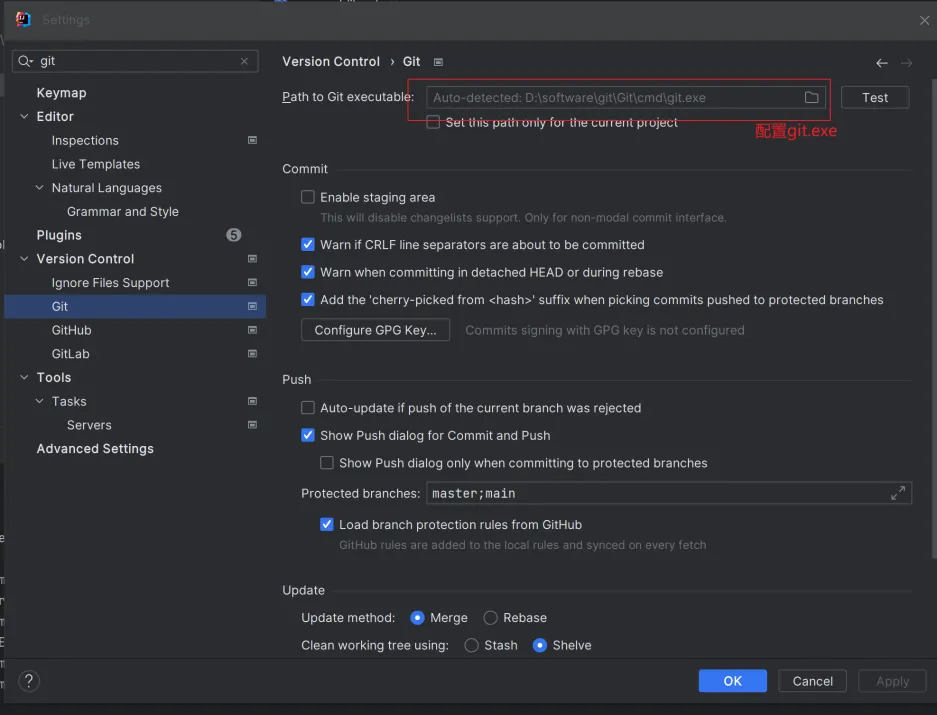 Settings
git
Version Control › Git
Keymap
Path to Git executable:
Auto-detected: D:\software\git\Git\cmd\git.exe
Test
Editor
Set this path only for the current project
配置git.exe
Inspections
Live Templates
Commit
Natural Languages
Enable staging area
Grammar and Style
This will disable changelists support. Only for non-modal commit interface.
Plugins
5
Warn if CRLF line separators are about to be committed
Version Control
Warn when committing in detached HEAD or during rebase
Ignore Files Support
Git
Add the 'cherry-picked from <hash>' suffix when picking commits pushed to protected branches
GitHub
Configure GPG Key...
Commits signing with GPG key is not configured
GitLab
Tools
Push
Tasks
Auto-update if push of the current branch was rejected
Servers
Show Push dialog for Commit and Push
Advanced Settings
Show Push dialog only when committing to protected branches
Protected branches:
master;main
Load branch protection rules from GitHub
GitHub rules are added to the local rules and synced on every fetch
Update
Update method:
Merge
Rebase
Clean working tree using:
Stash
Shelve
?
OK
Cancel
Apply